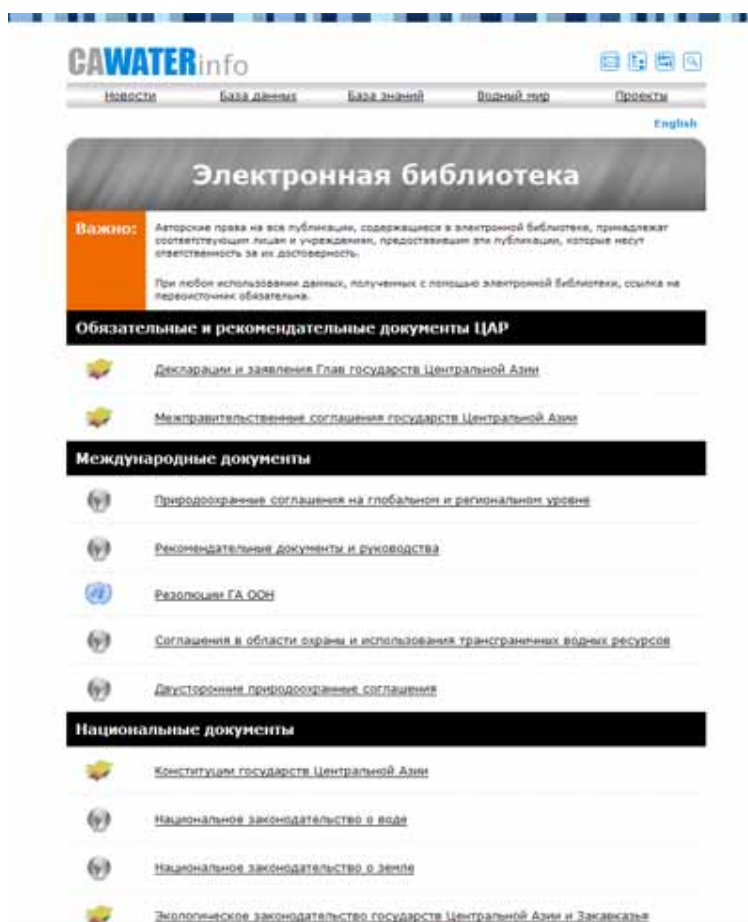 CAWATERinfo
Новости База данных База знаний Водный мир Проекты
English
Электронная библиотека
Важно:
Авторские права на все публикации, содержащиеся в электронной библиотеке, принадлежат
соответствующим лицам и учреждениям, предоставившим эти публикации, которые несут
ответственность за их достоверность.
При любом использовании данных, полученных с помощью электронной библиотеки, ссылка на
первоисточник обязательна.
Обязательные и рекомендательные документы ЦАР
Декларации и заявления Глав государств Центральной Азии
Межправительственные соглашения государств Центральной Азии
Международные документы
Природоохранные соглашения на глобальном и региональном уровне
Рекомендательные документы и руководства
Резолюции ГА ООН
Соглашения в области охраны и использования трансграничных водных ресурсов
Двусторонние природоохранные соглашения
Национальные документы
Конституции государств Центральной Азии
Национальное законодательство о воде
Национальное законодательство о земле
Экологическое законодательство государств Центральной Азии и Закавказья